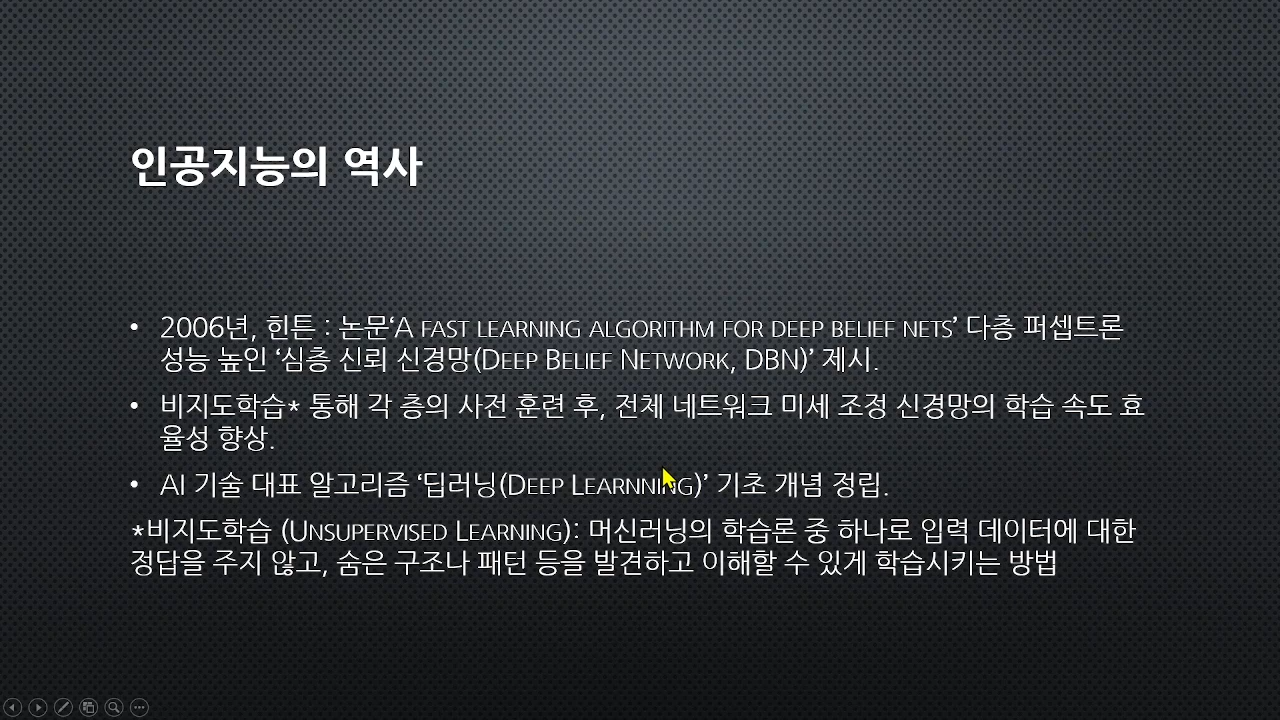 인공지능의 역사
• 2006년, 힌튼 : 논문‘A FAST LEARNING ALGORITHM FOR DEEP BELIEF NETS’ 다층 퍼셉트론
성능 높인 ‘심층 신뢰 신경망(DEEP BELIEF NETWORK, DBN)’ 제시.
• 비지도학습* 통해 각 층의 사전 훈련 후, 전체 네트워크 미세 조정 신경망의 학습 속도 효
율성 향상.
• AI 기술 대표 알고리즘 ‘딥러닝(DEEP LEARNNING)’ 기초 개념 정립.
*비지도학습 (UNSUPERVISED LEARNING): 머신러닝의 학습론 중 하나로 입력 데이터에 대한
정답을 주지 않고, 숨은 구조나 패턴 등을 발견하고 이해할 수 있게 학습시키는 방법